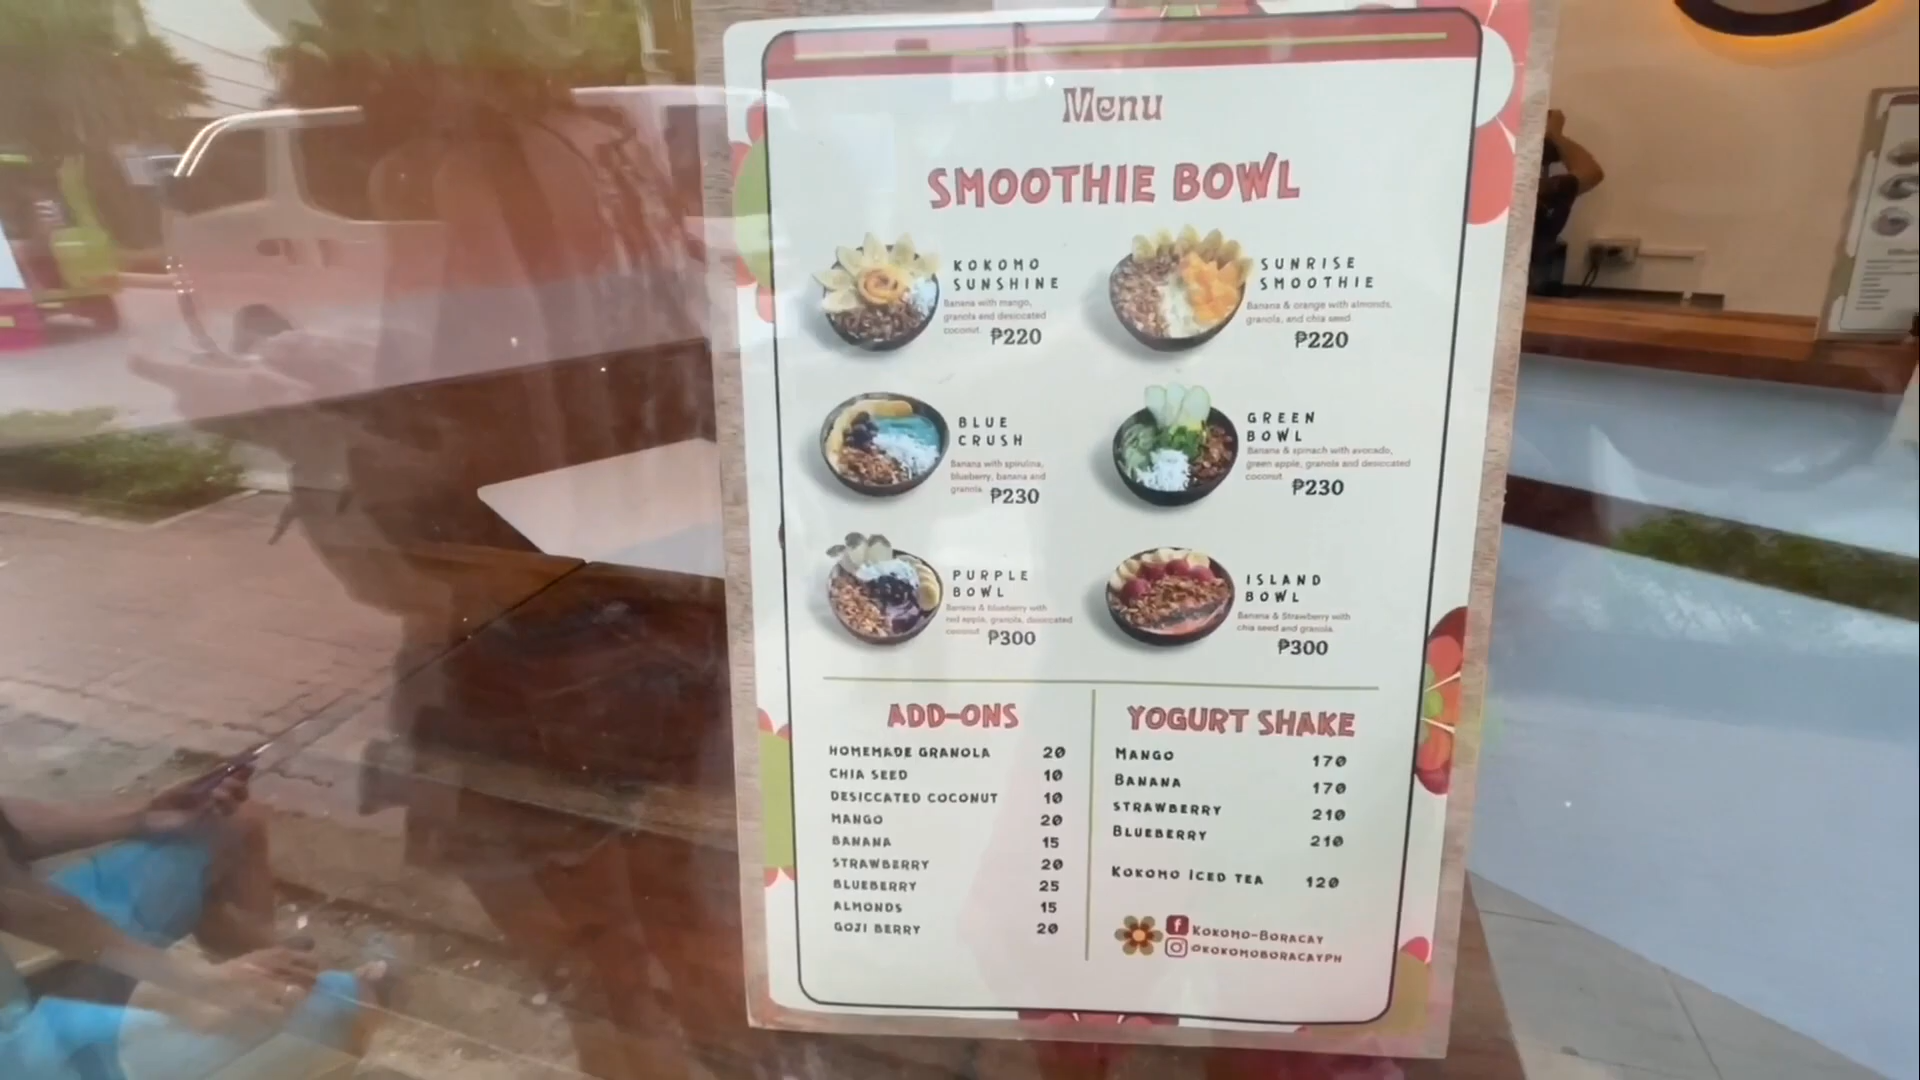 Menu
SMOOTHIE BOWL
KOKOMO
SUNSHINE
Banana with mango,
granola and desiccated
coconut. ₱220
SUNRISE
SMOOTHIE
Banana & orange with almonds,
granola, and chia seed.
₱220
BLUE
CRUSH
Banana with spirulina,
blueberry, banana and
granola. ₱230
GREEN
BOWL
Banana & spinach with avocado,
green apple, granola and desiccated
coconut. ₱230
PURPLE
BOWL
Banana & blueberry with
red apple, granola, desiccated
coconut. ₱300
ISLAND
BOWL
Banana & Strawberry with
chia seed and granola.
₱300
ADD-ONS
HOMEMADE GRANOLA 20
CHIA SEED 10
DESICCATED COCONUT 10
MANGO 20
BANANA 15
STRAWBERRY 20
BLUEBERRY 25
ALMONDS 15
GOJI BERRY 20
YOGURT SHAKE
MANGO 170
BANANA 170
STRAWBERRY 210
BLUEBERRY 210
KOKOMO ICED TEA 120
KOKOMO-BORACAY
@KOKOMOBORACAYPH